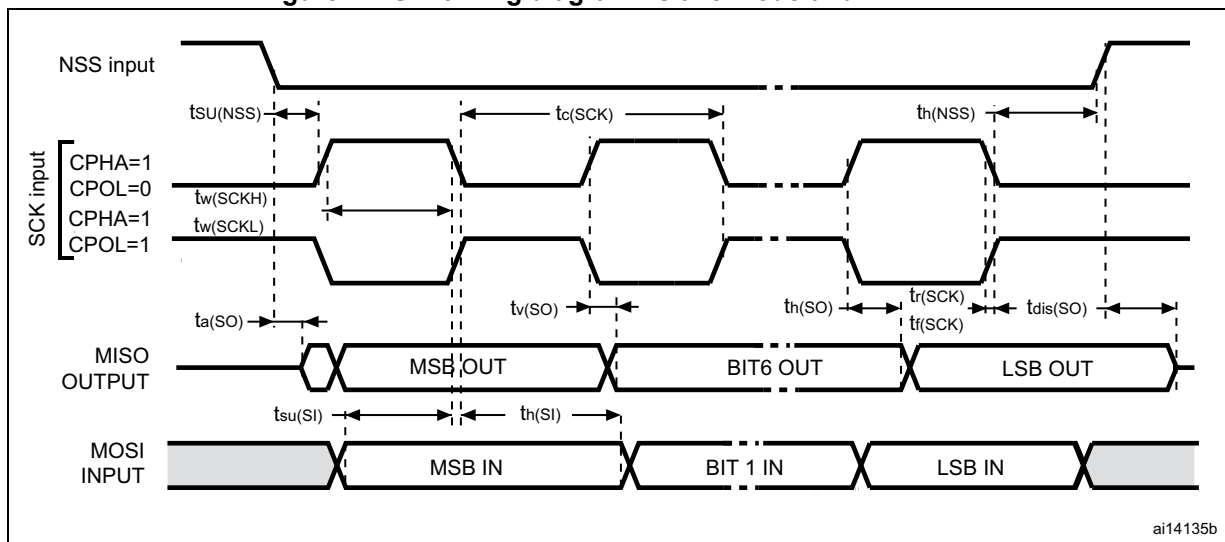 NSS input
tSU(NSS)
tc(SCK)
th(NSS)
SCK input
CPHA=1
CPOL=0
tw(SCKH)
CPHA=1
tw(SCKL)
CPOL=1
ta(SO)
tv(SO)
th(SO)
tr(SCK)
tf(SCK)
tdis(SO)
MISO
OUTPUT
MSB OUT
BIT6 OUT
LSB OUT
tsu(SI)
th(SI)
MOSI
INPUT
MSB IN
BIT 1 IN
LSB IN
ai14135b